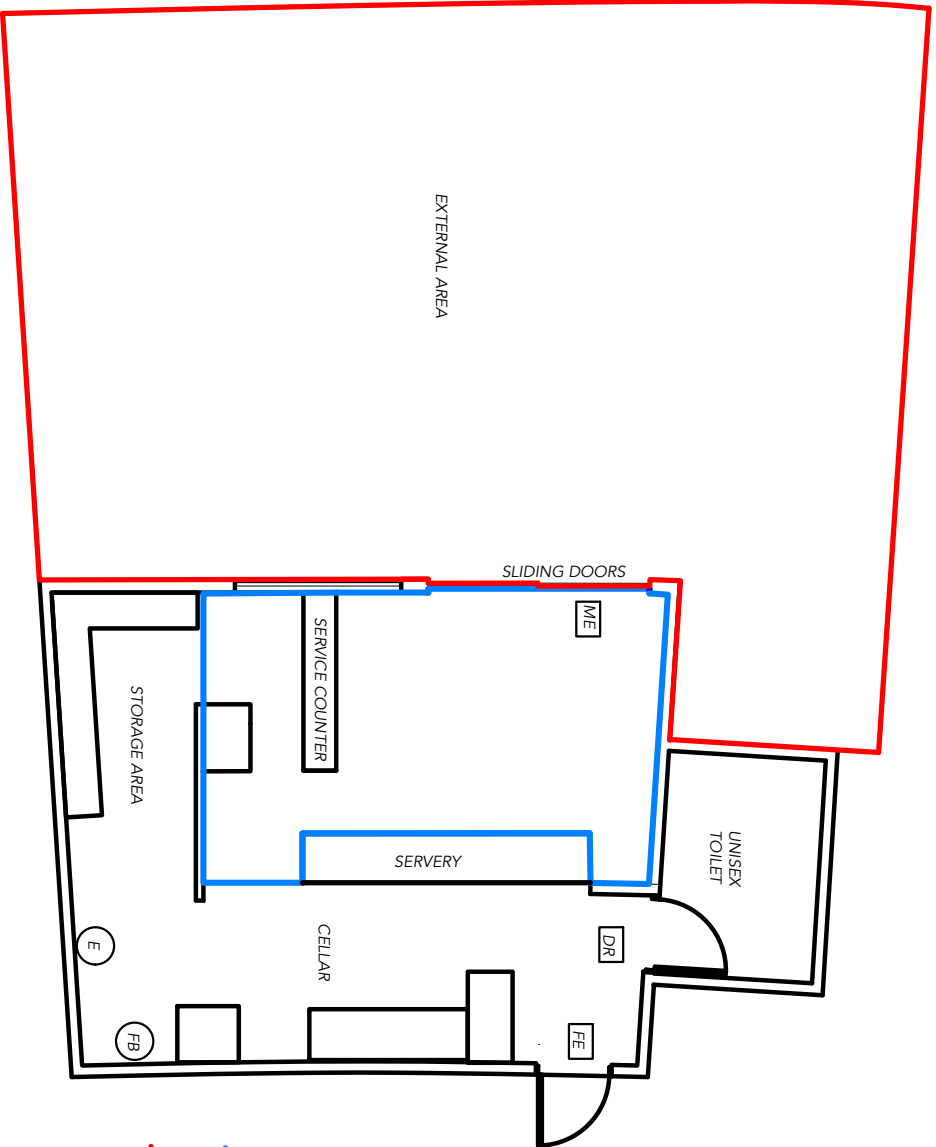 EXTERNAL AREA
SLIDING DOORS
ME
SERVICE COUNTER
STORAGE AREA
SERVERY
UNISEX
TOILET
CELLAR
DR
E
FB
FE